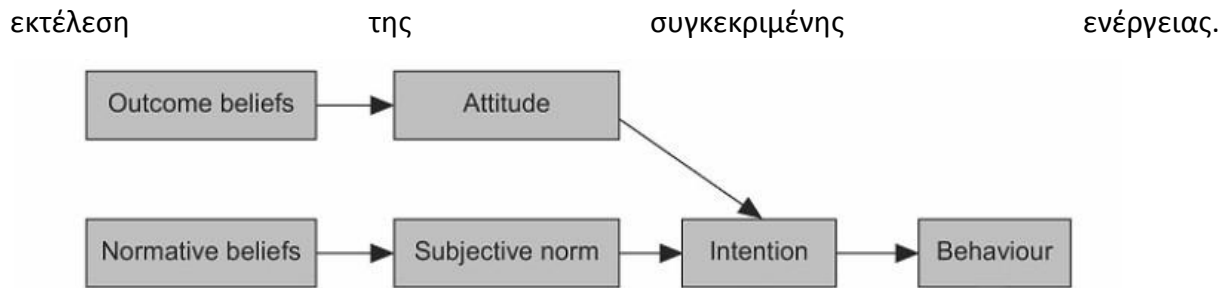 εκτέλεση της συγκεκριμένης ενέργειας.
Outcome beliefs Attitude
Normative beliefs Subjective norm Intention Behaviour